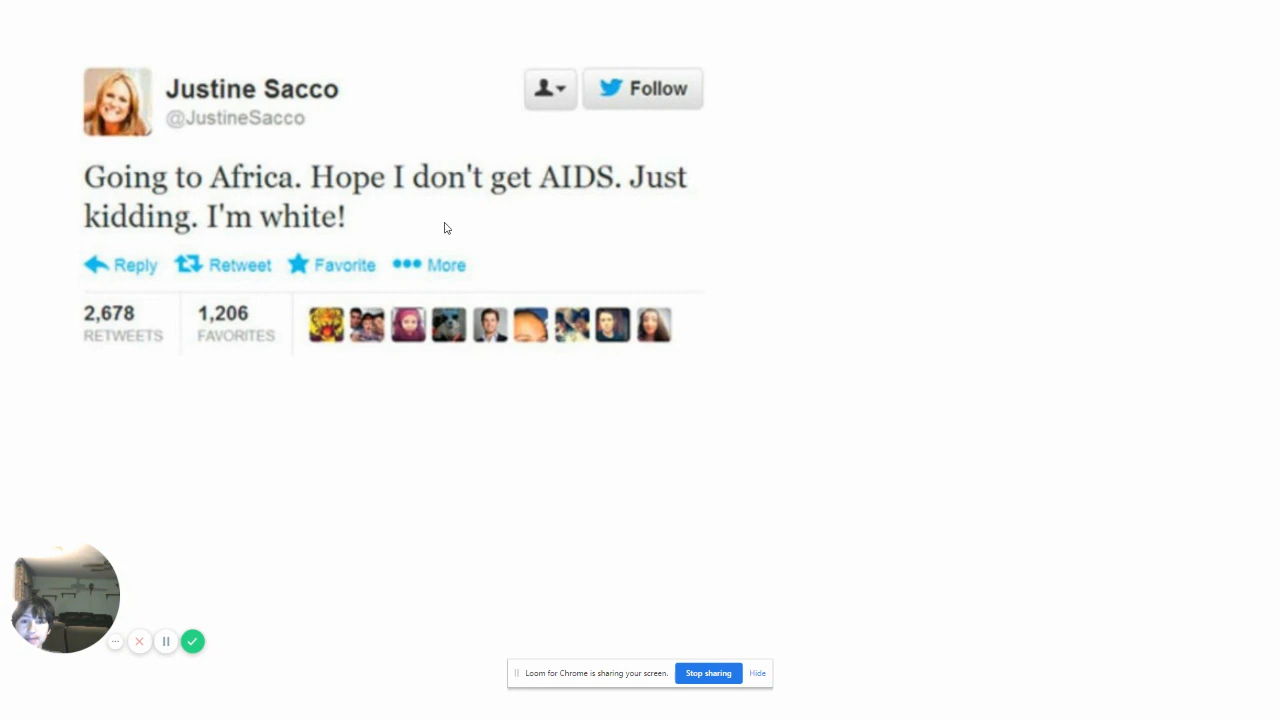 Justine Sacco
@JustineSacco
Follow
Going to Africa. Hope I don't get AIDS. Just
kidding. I'm white!
Reply Retweet Favorite More
2,678 1,206
RETWEETS FAVORITES
Loom for Chrome is sharing your screen. Stop sharing Hide